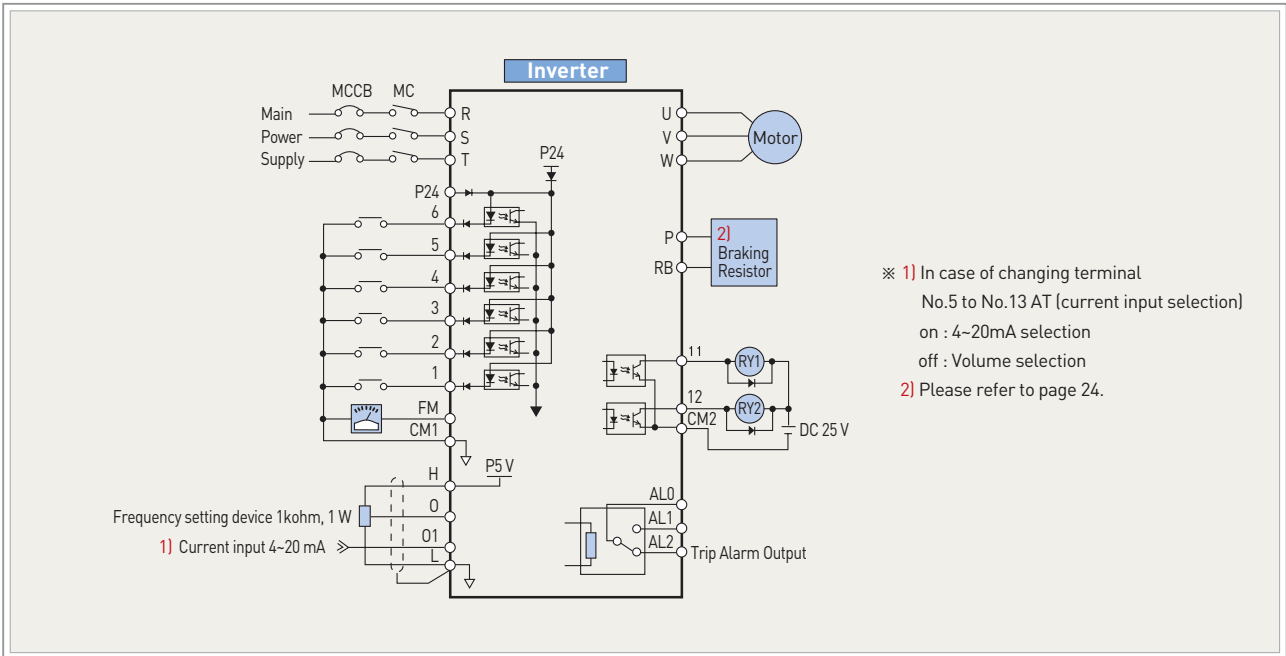 Inverter
MCCB MC
Main
Power
Supply
R
S
T
U
V
W
Motor
P24
P24
6
5
4
3
2
1
FM
CM1
P
RB
2)
Braking
Resistor
11
RY1
12
RY2
CM2
DC 25 V
H
P5 V
O
Frequency setting device 1kohm, 1 W
O1
1) Current input 4~20 mA
L
AL0
AL1
AL2
Trip Alarm Output
※ 1) In case of changing terminal
No.5 to No.13 AT (current input selection)
on : 4~20mA selection
off : Volume selection
2) Please refer to page 24.